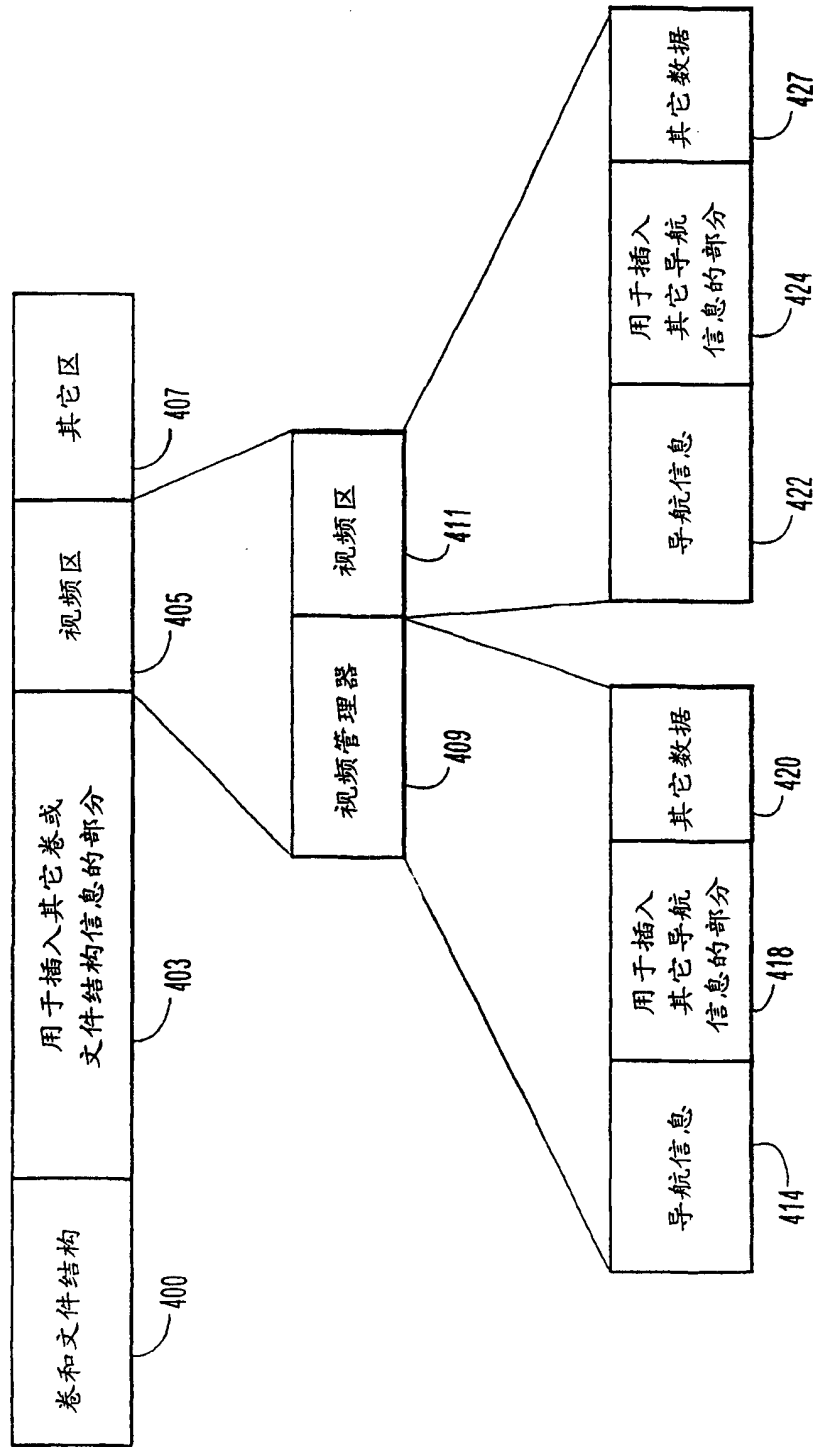 卷和文件结构
400
用于插入其它卷或
文件结构信息的部分
403
视频区
405
其它区
407
视频管理器
409
视频区
411
导航信息
414
用于插入
其它导航
信息的部分
418
其它数据
420
导航信息
422
用于插入
其它导航
信息的部分
424
其它数据
427